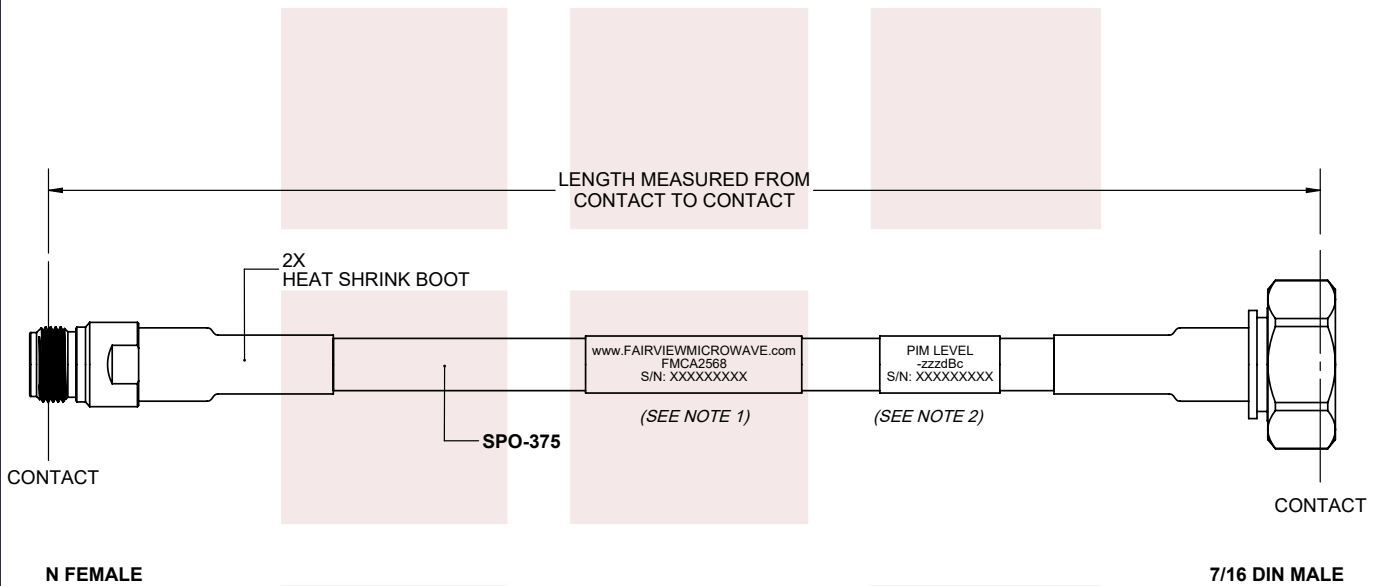 LENGTH MEASURED FROM
CONTACT TO CONTACT
2X
HEAT SHRINK BOOT
www.FAIRVIEWMICROWAVE.com
FMCA2568
S/N: XXXXXXXXX
PIM LEVEL
-zzzdBc
S/N: XXXXXXXXX
(SEE NOTE 1)
(SEE NOTE 2)
SPO-375
CONTACT
CONTACT
N FEMALE
7/16 DIN MALE